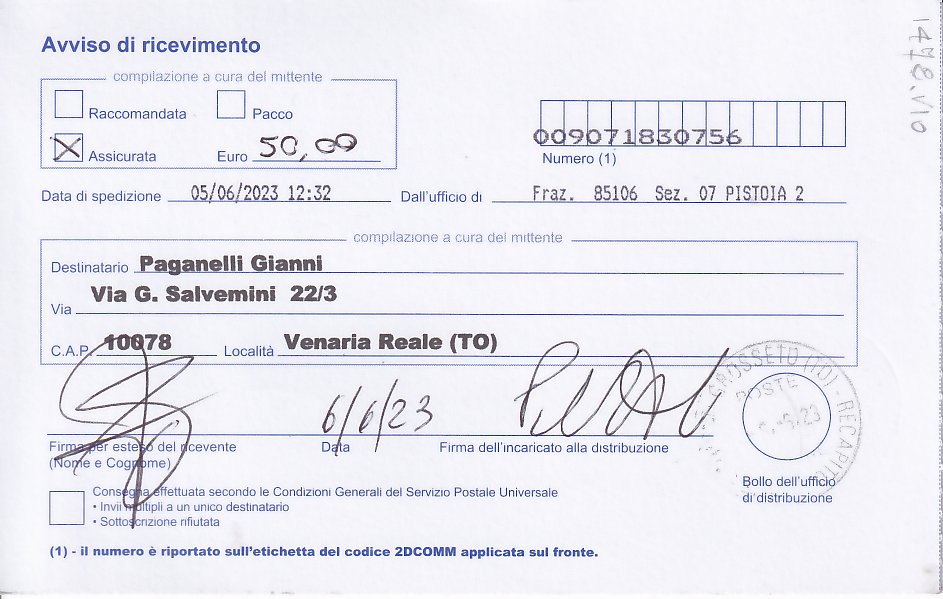 Avviso di ricevimento
compilazione a cura del mittente
Raccomandata Pacco
Assicurata Euro 50,00
009071830756
Numero (1)
Data di spedizione 05/06/2023 12:32 Dall'ufficio di Fraz. 85106 Sez. 07 PISTOIA 2
compilazione a cura del mittente
Destinatario Paganelli Gianni
Via G. Salvemini 22/3
Via
C.A.P. 10078 Località Venaria Reale (TO)
6/6/23
GROSSETO (TO) - RECAPITO
POSTE
23
Firma per esteso del ricevente Data Firma dell'incaricato alla distribuzione
(Nome e Cognome)
Bollo dell'ufficio
di distribuzione
Consegna effettuata secondo le Condizioni Generali del Servizio Postale Universale
• Invii multipli a un unico destinatario
• Sottoscrizione rifiutata
(1) - il numero è riportato sull'etichetta del codice 2DCOMM applicata sul fronte.